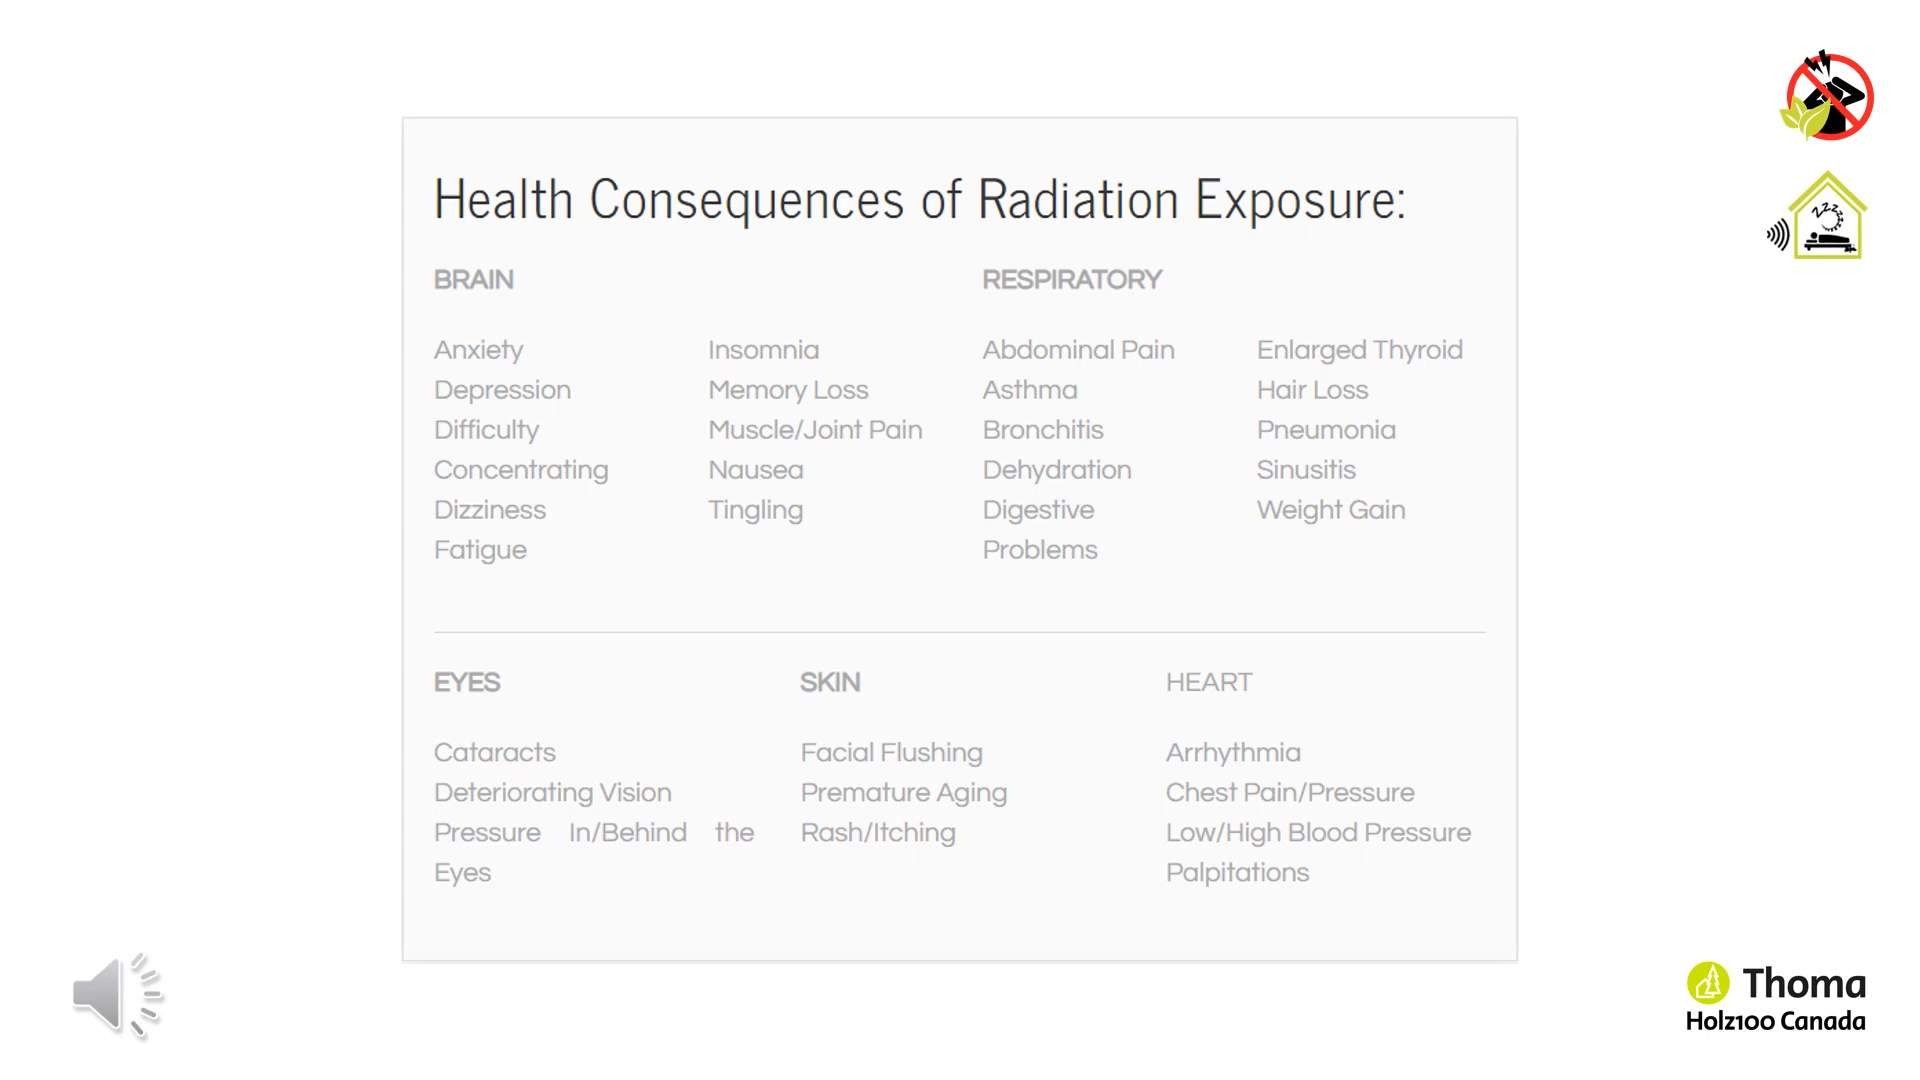 Health Consequences of Radiation Exposure:
BRAIN
Anxiety
Depression
Difficulty
Concentrating
Dizziness
Fatigue
Insomnia
Memory Loss
Muscle/Joint Pain
Nausea
Tingling
RESPIRATORY
Abdominal Pain
Asthma
Bronchitis
Dehydration
Digestive
Problems
Enlarged Thyroid
Hair Loss
Pneumonia
Sinusitis
Weight Gain
EYES
Cataracts
Deteriorating Vision
Pressure In/Behind the
Eyes
SKIN
Facial Flushing
Premature Aging
Rash/Itching
HEART
Arrhythmia
Chest Pain/Pressure
Low/High Blood Pressure
Palpitations
zzz
Thoma
Holz100 Canada